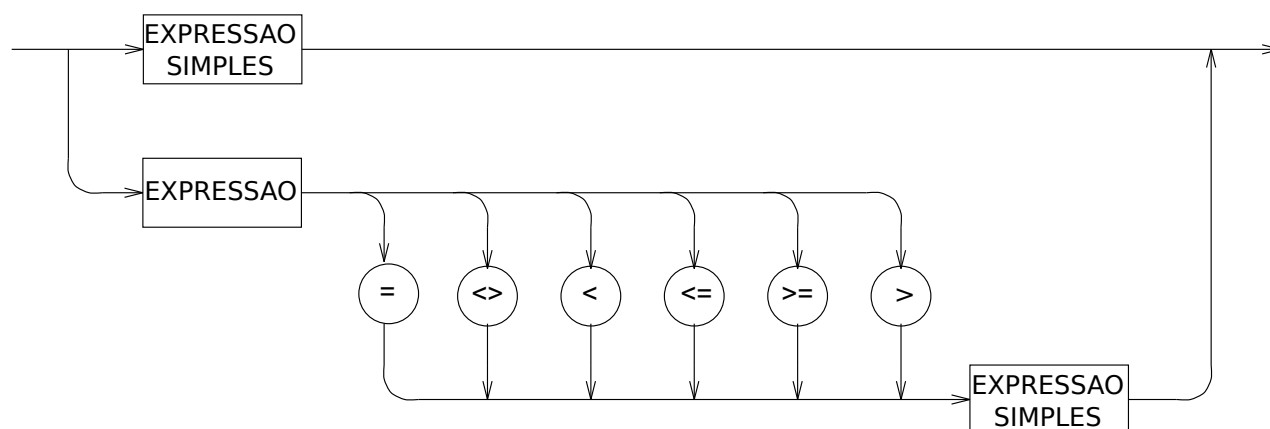 EXPRESSAO
SIMPLES
EXPRESSAO
= <> < <= >= >
EXPRESSAO
SIMPLES